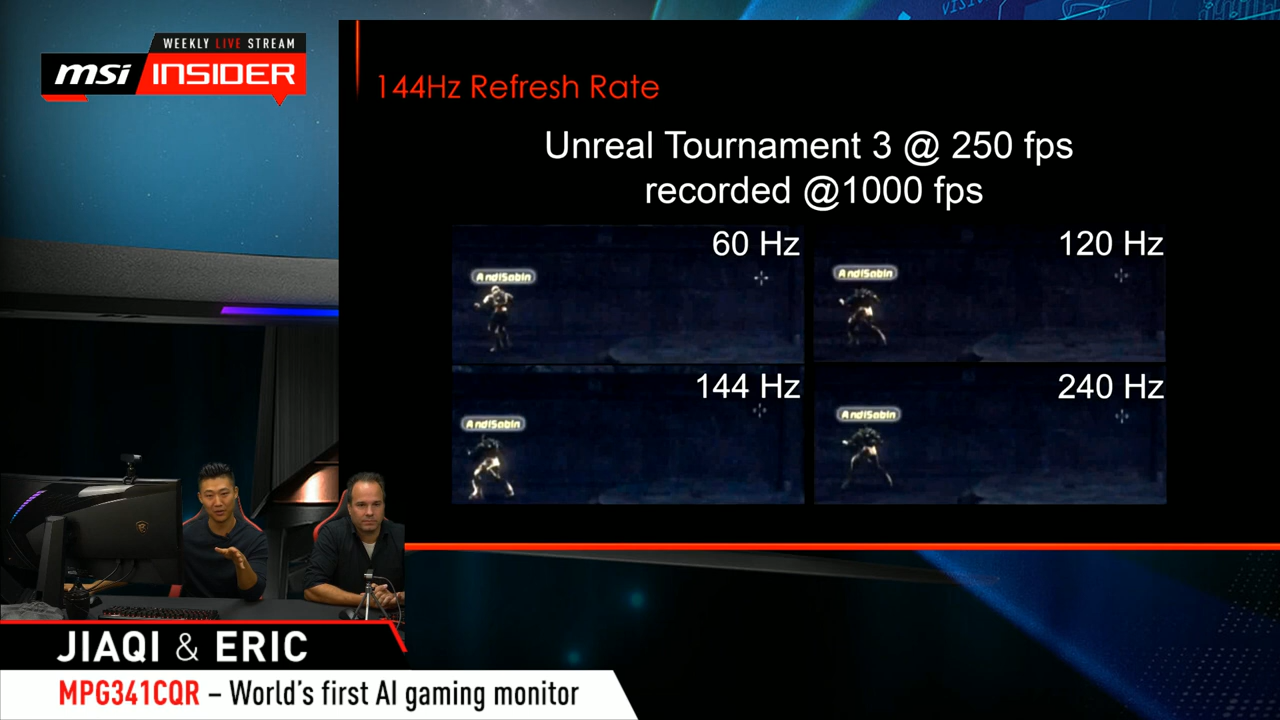 WEEKLY LIVE STREAM
msi INSIDER
144Hz Refresh Rate
Unreal Tournament 3 @ 250 fps
recorded @1000 fps
60 Hz
AndISabin
120 Hz
AndISabin
144 Hz
AndISabin
240 Hz
AndISabin
JIAQI & ERIC
MPG341CQR – World's first AI gaming monitor